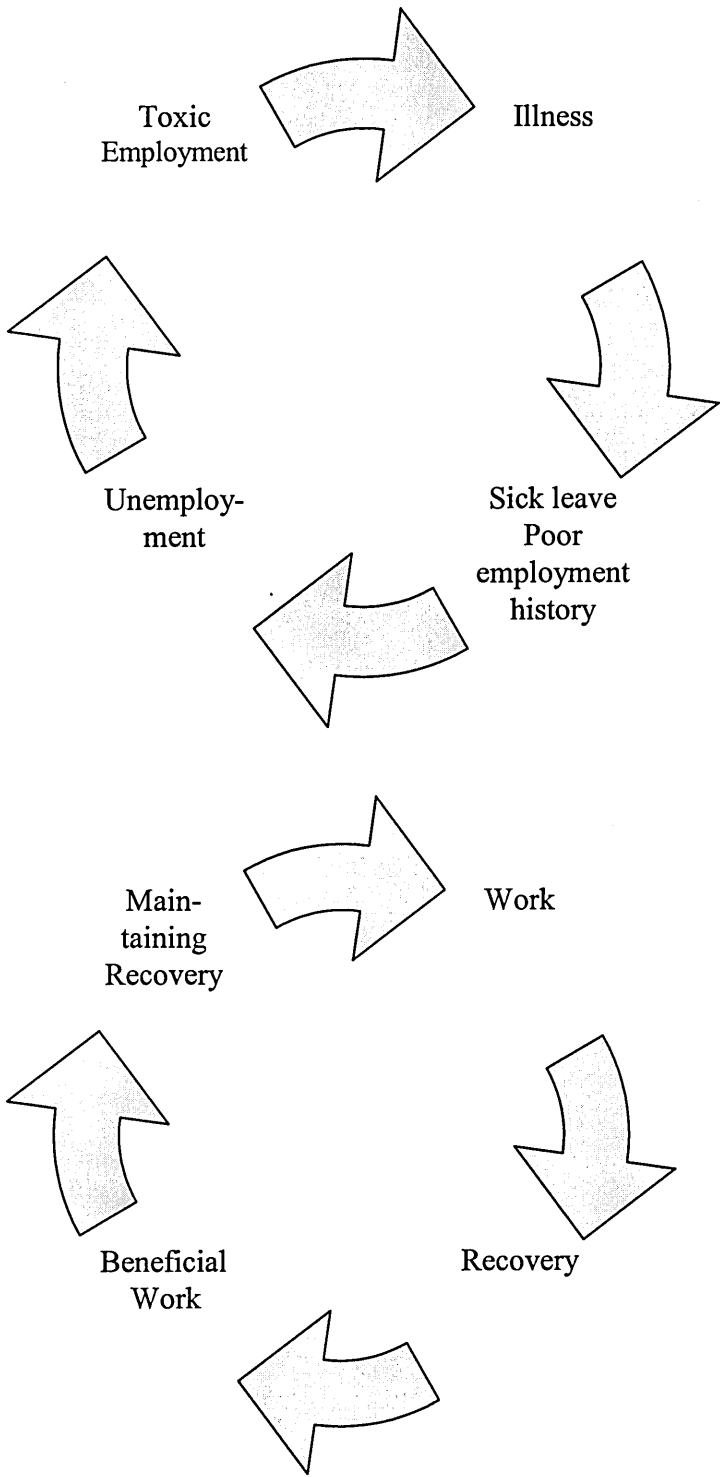 Toxic
Employment
Illness
Unemploy-
ment
Sick leave
Poor
employment
history
Main-
taining
Recovery
Work
Beneficial
Work
Recovery